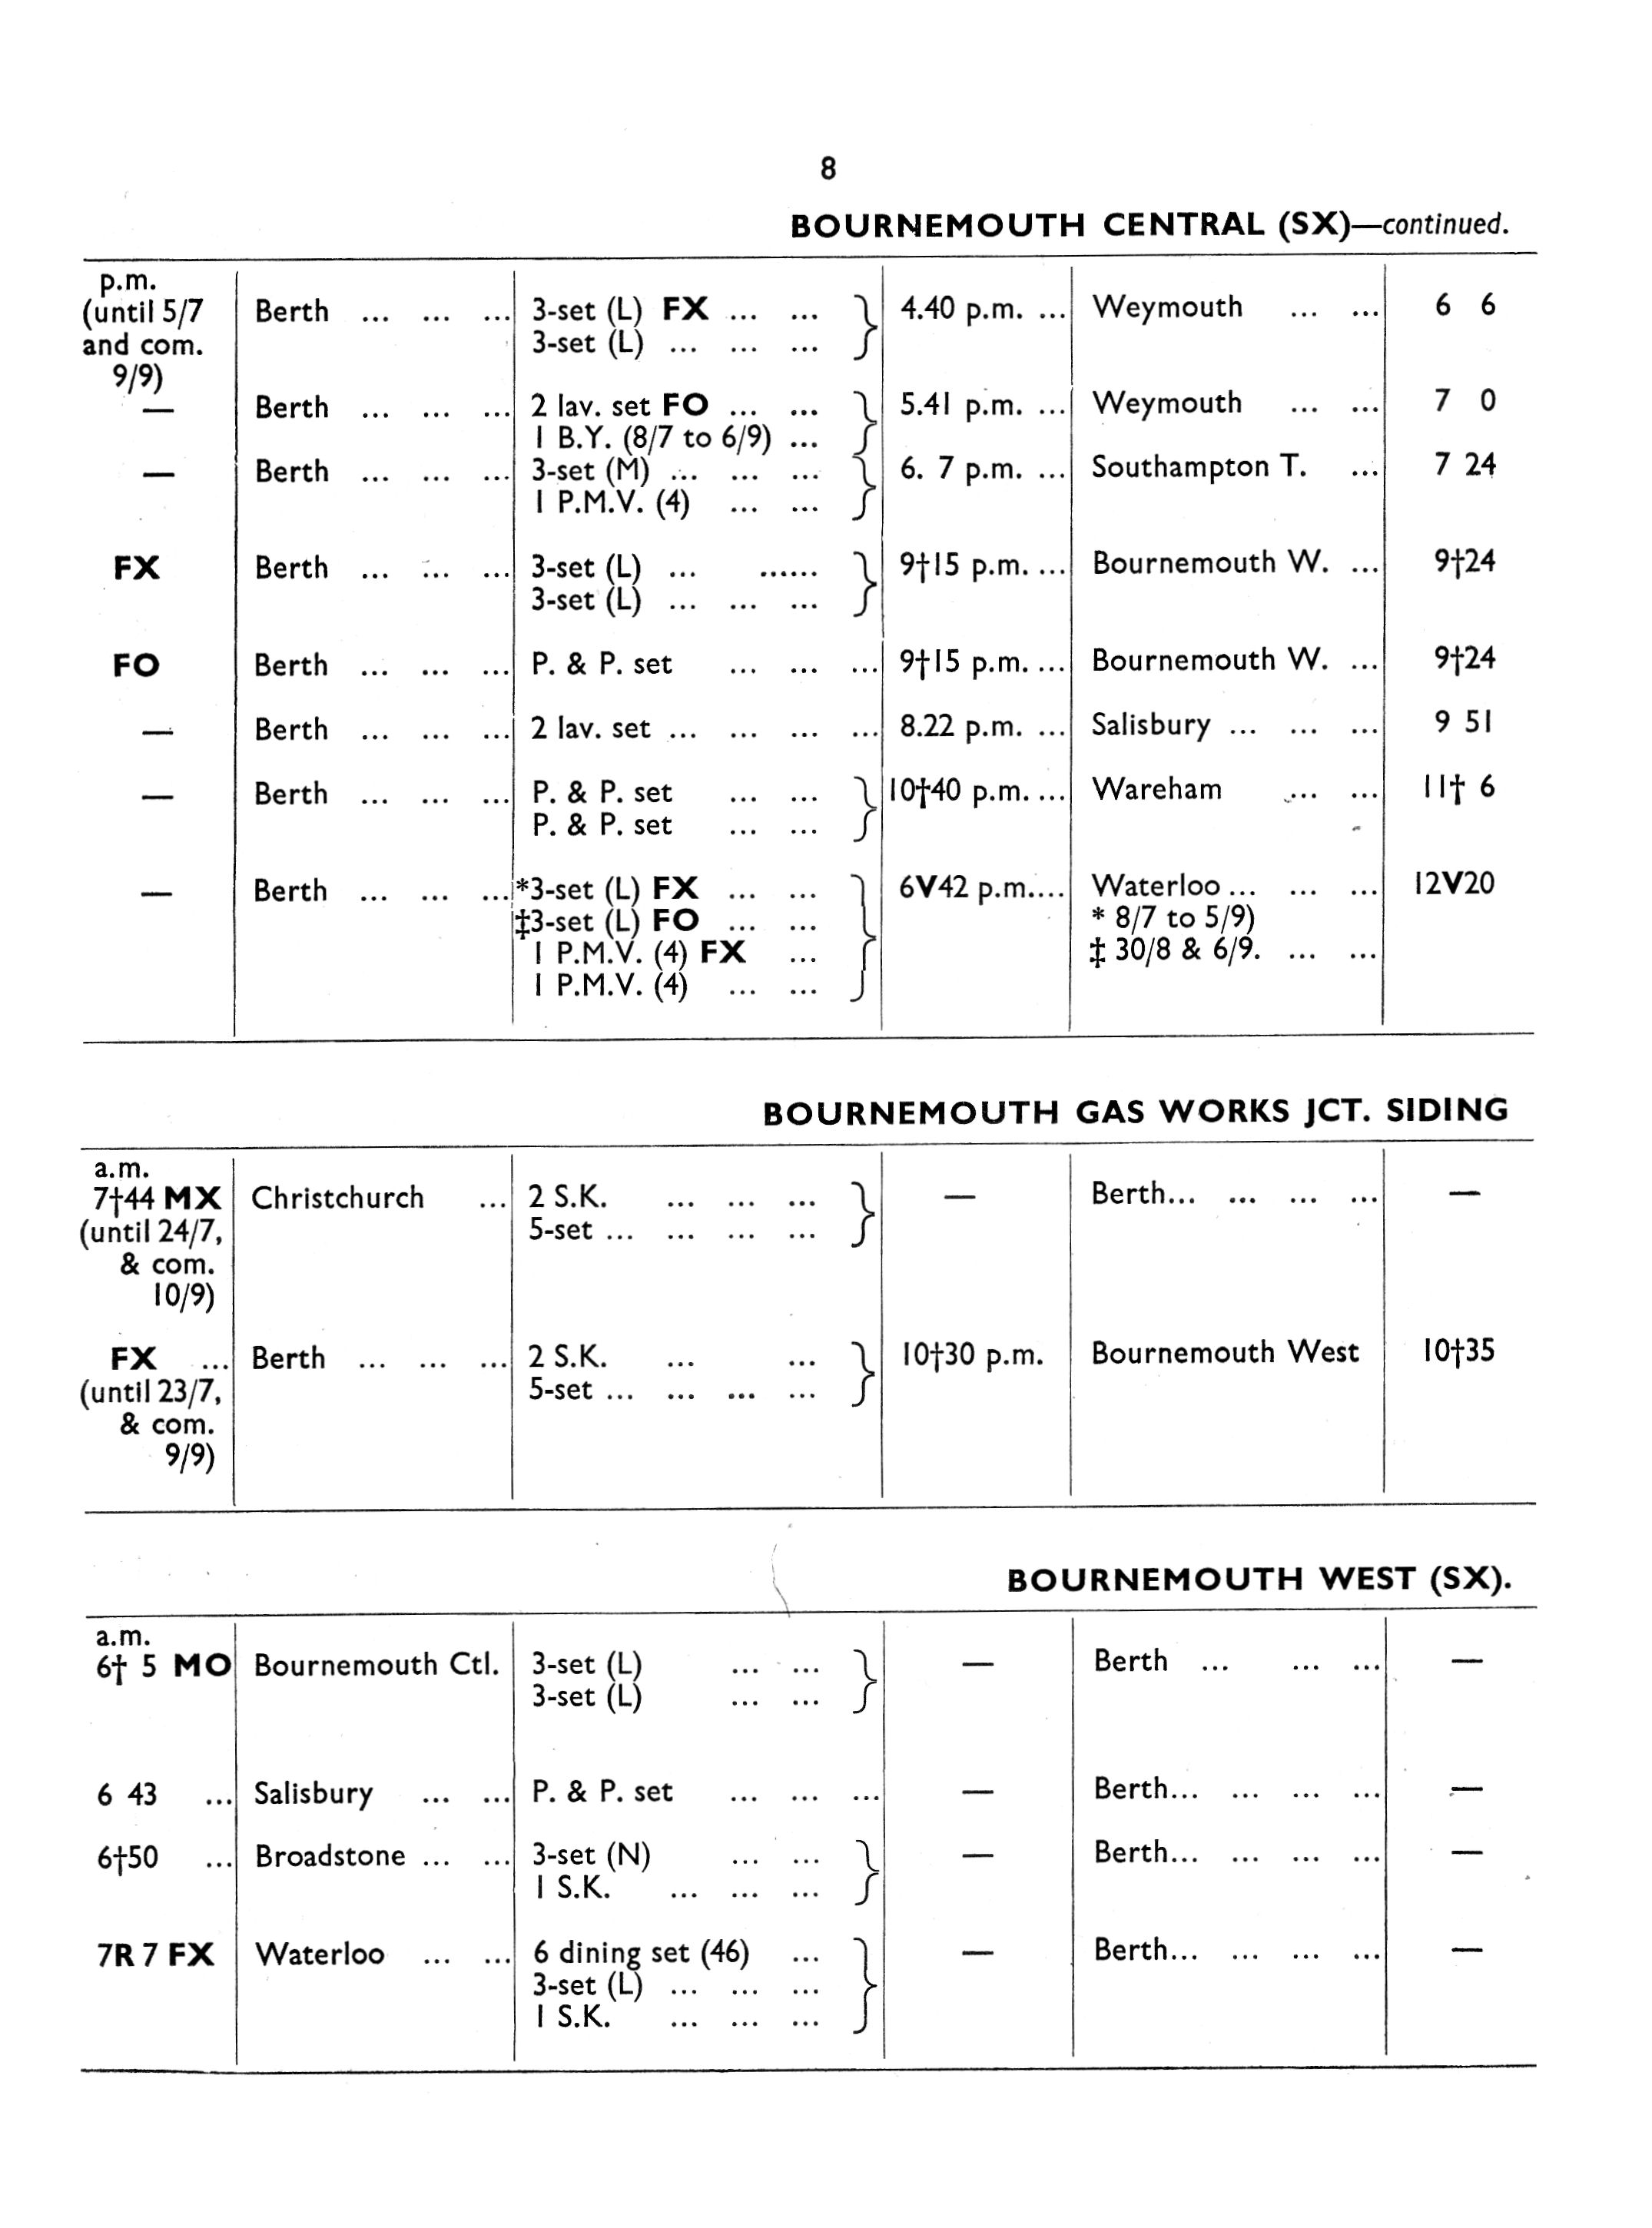 8
BOURNEMOUTH CENTRAL (SX)—continued.
p.m.
(until 5/7 Berth ... ... ... 3-set (L) FX ... ... } 4.40 p.m. ... Weymouth ... ... 6 6
and com. 3-set (L) ... ... ...
9/9)
— Berth ... ... ... 2 lav. set FO ... ... } 5.41 p.m. ... Weymouth ... ... 7 0
1 B.Y. (8/7 to 6/9) ...
— Berth ... ... ... 3-set (M) ... ... ... } 6. 7 p.m. ... Southampton T. ... 7 24
1 P.M.V. (4) ... ...
FX Berth ... ... ... 3-set (L) ... ...... } 9†15 p.m. ... Bournemouth W. ... 9†24
3-set (L) ... ... ...
FO Berth ... ... ... P. & P. set ... ... ... 9†15 p.m. ... Bournemouth W. ... 9†24
— Berth ... ... ... 2 lav. set ... ... ... ... 8.22 p.m. ... Salisbury ... ... ... 9 51
— Berth ... ... ... P. & P. set ... ... } 10†40 p.m. ... Wareham ... ... 11† 6
P. & P. set ... ...
— Berth ... ... ... *3-set (L) FX ... ... } 6V42 p.m.... Waterloo ... ... ... 12V20
‡3-set (L) FO ... ... * 8/7 to 5/9)
1 P.M.V. (4) FX ... ‡ 30/8 & 6/9. ... ...
1 P.M.V. (4) ... ...
BOURNEMOUTH GAS WORKS JCT. SIDING
a.m.
7†44 MX Christchurch ... 2 S.K. ... ... ... } — Berth... ... ... ... —
(until 24/7, 5-set ... ... ... ...
& com.
10/9)
FX ... Berth ... ... ... 2 S.K. ... ... } 10†30 p.m. Bournemouth West 10†35
(until 23/7, 5-set ... ... ... ...
& com.
9/9)
BOURNEMOUTH WEST (SX).
a.m.
6† 5 MO Bournemouth Ctl. 3-set (L) ... ... } — Berth ... ... ... —
3-set (L) ... ...
6 43 ... Salisbury ... ... P. & P. set ... ... ... — Berth... ... ... ... —
6†50 ... Broadstone ... ... 3-set (N) ... ... } — Berth... ... ... ... —
1 S.K. ... ... ...
7R 7 FX Waterloo ... ... 6 dining set (46) ... } — Berth... ... ... ... —
3-set (L) ... ... ...
1 S.K. ... ... ...